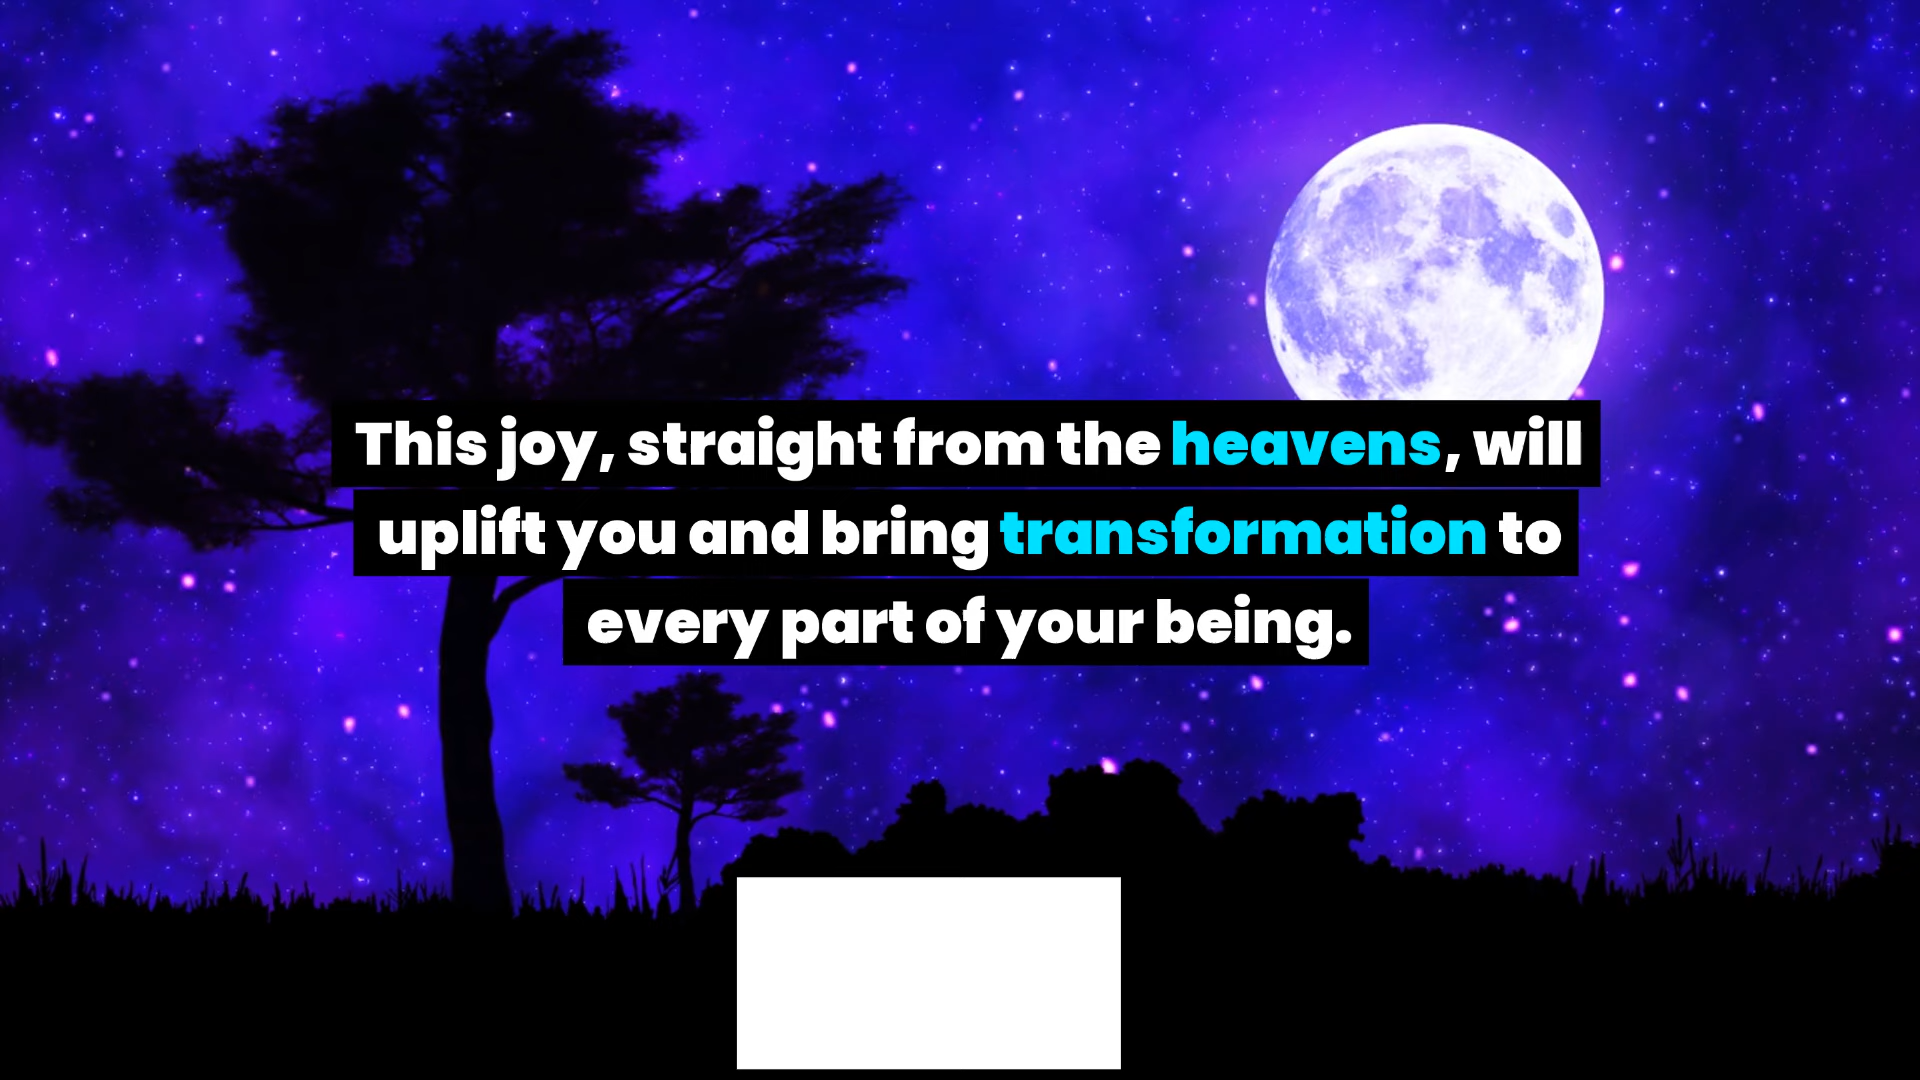 This joy, straight from the heavens, will
uplift you and bring transformation to
every part of your being.